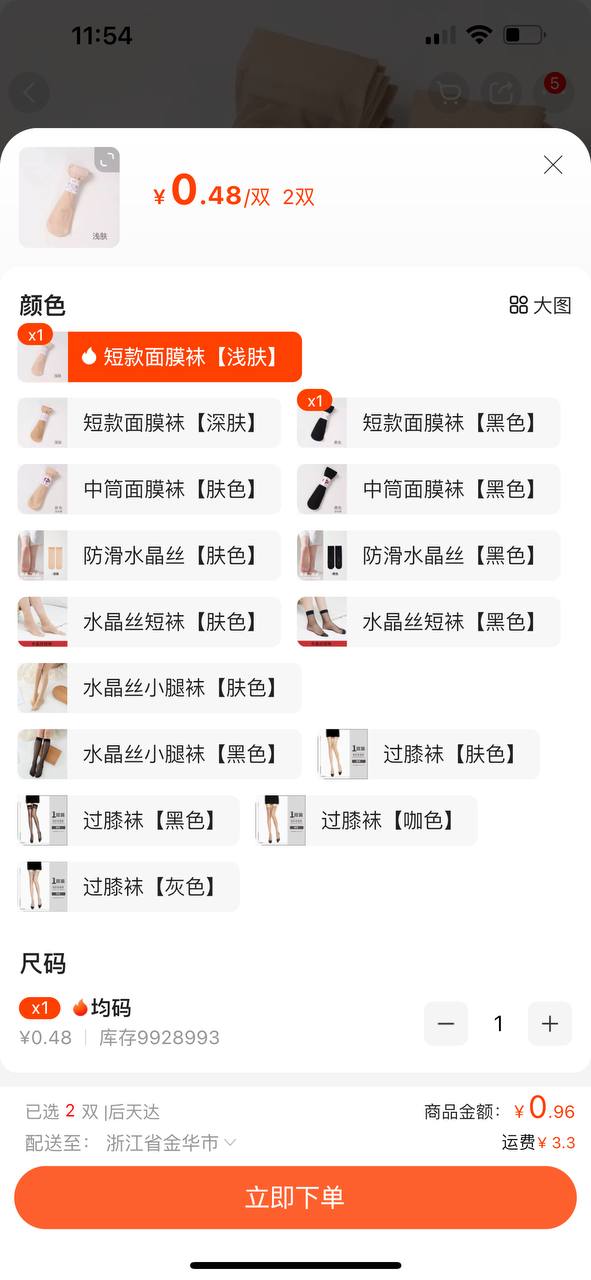 11:54
5
浅肤
¥0.48/双 2双
颜色
大图
x1
短款面膜袜【浅肤】
短款面膜袜【深肤】
x1
短款面膜袜【黑色】
中筒面膜袜【肤色】
中筒面膜袜【黑色】
防滑水晶丝【肤色】
防滑水晶丝【黑色】
水晶丝短袜【肤色】
水晶丝短袜【黑色】
水晶丝小腿袜【肤色】
水晶丝小腿袜【黑色】
过膝袜【肤色】
过膝袜【黑色】
过膝袜【咖色】
过膝袜【灰色】
尺码
x1 均码
¥0.48 | 库存9928993
1
已选 2 双 |后天达
商品金额: ¥0.96
配送至: 浙江省金华市
运费¥ 3.3
立即下单